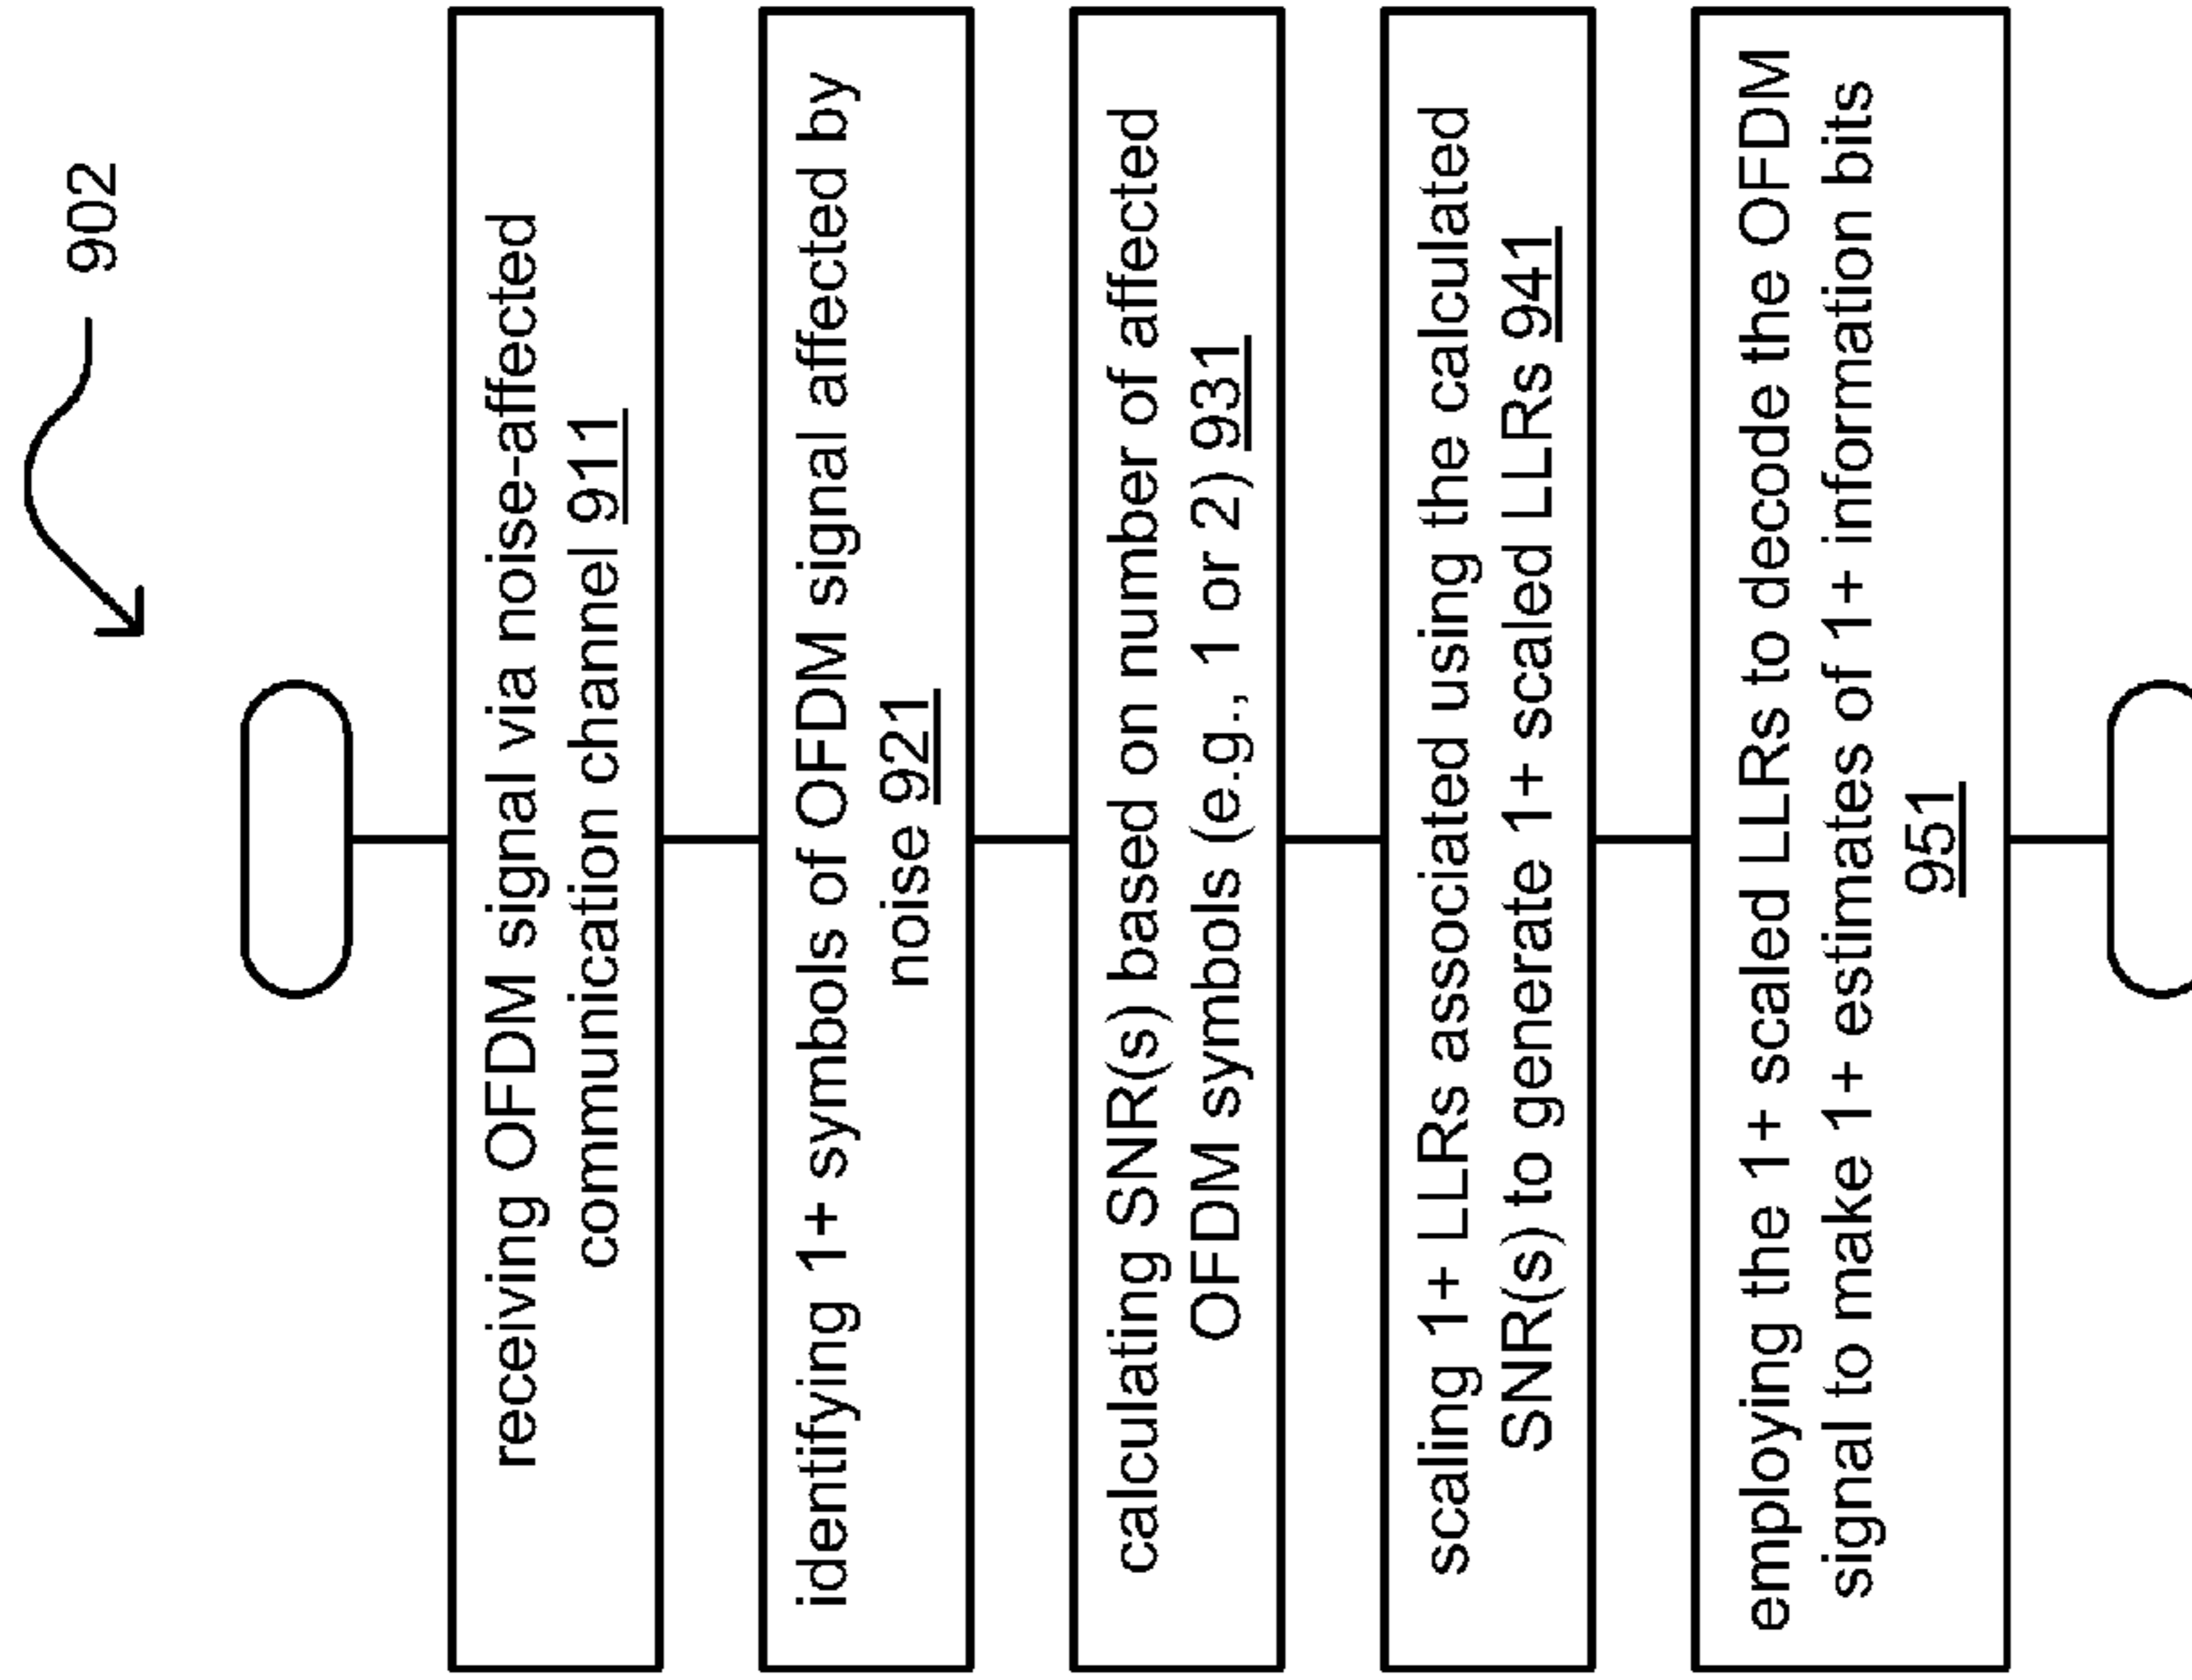 902
receiving OFDM signal via noise-affected
communication channel 911
identifying 1+ symbols of OFDM signal affected by
noise 921
calculating SNR(s) based on number of affected
OFDM symbols (e.g., 1 or 2) 931
scaling 1+ LLRs associated using the calculated
SNR(s) to generate 1+ scaled LLRs 941
employing the 1+ scaled LLRs to decode the OFDM
signal to make 1+ estimates of 1+ information bits
951